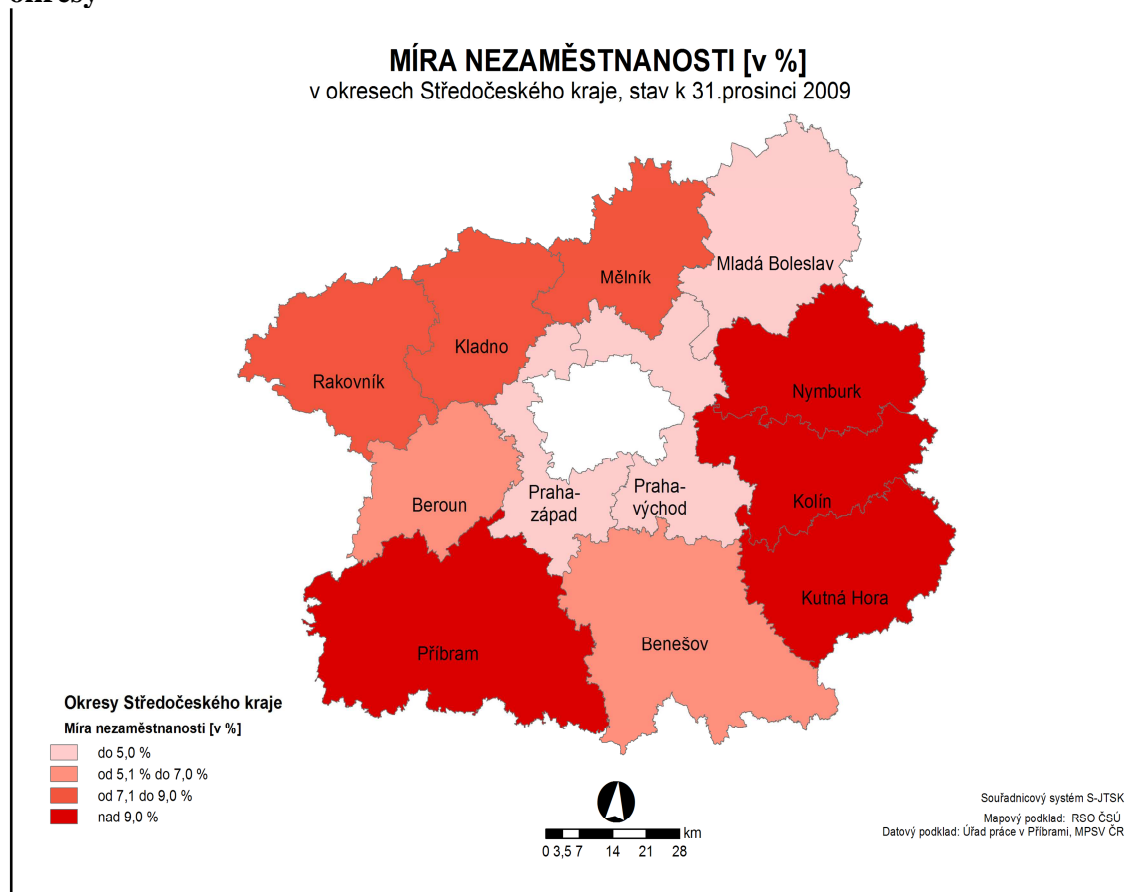 okresy
MÍRA NEZAMĚSTNANOSTI [v %]
v okresech Středočeského kraje, stav k 31.prosinci 2009
Mladá Boleslav
Mělník
Kladno
Rakovník
Nymburk
Praha-
západ
Praha-
východ
Beroun
Kolín
Kutná Hora
Benešov
Příbram
Okresy Středočeského kraje
Míra nezaměstnanosti [v %]
do 5,0 %
od 5,1 % do 7,0 %
od 7,1 do 9,0 %
nad 9,0 %
km
0 3,5 7 14 21 28
Souřadnicový systém S-JTSK
Mapový podklad: RSO ČSÚ
Datový podklad: Úřad práce v Příbrami, MPSV ČR